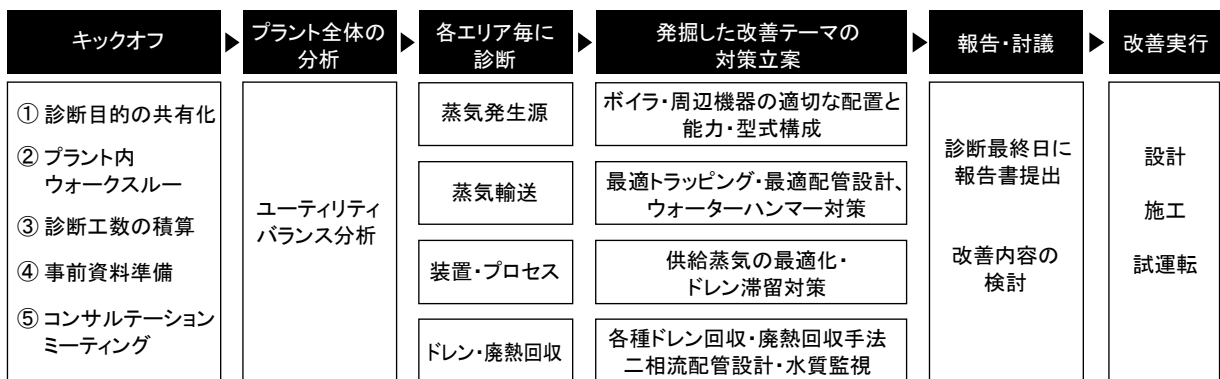 キックオフ
プラント全体の
分析
各エリア毎に
診断
発掘した改善テーマの
対策立案
報告・討議
改善実行
① 診断目的の共有化
② プラント内
ウォークスルー
③ 診断工数の積算
④ 事前資料準備
⑤ コンサルテーション
ミーティング
ユーティリティ
バランス分析
蒸気発生源
蒸気輸送
装置・プロセス
ドレン・廃熱回収
ボイラ・周辺機器の適切な配置と
能力・型式構成
最適トラッピング・最適配管設計、
ウォーターハンマー対策
供給蒸気の最適化・
ドレン滞留対策
各種ドレン回収・廃熱回収手法
二相流配管設計・水質監視
診断最終日に
報告書提出
改善内容の
検討
設計
施工
試運転